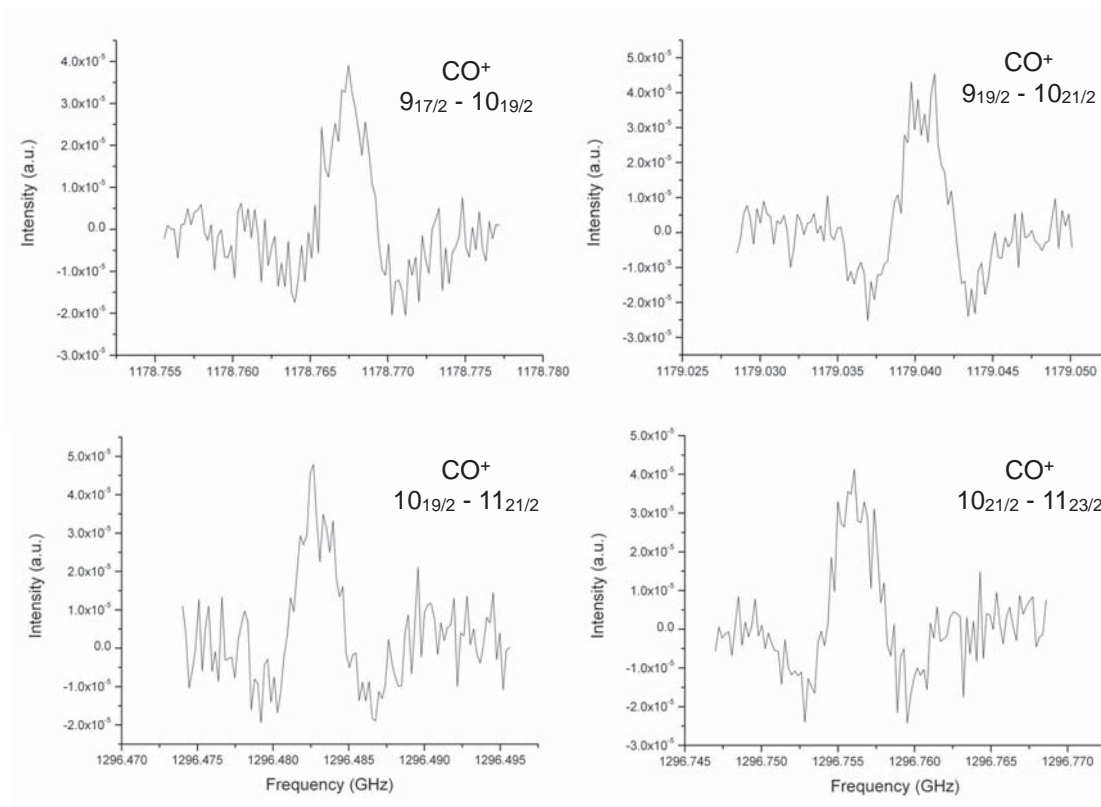 CO+
917/2 - 1019/2
Intensity (a.u.)
4.0x10-5
3.0x10-5
2.0x10-5
1.0x10-5
0.0
-1.0x10-5
-2.0x10-5
-3.0x10-5
1178.755 1178.760 1178.765 1178.770 1178.775 1178.780
CO+
919/2 - 1021/2
Intensity (a.u.)
5.0x10-5
4.0x10-5
3.0x10-5
2.0x10-5
1.0x10-5
0.0
-1.0x10-5
-2.0x10-5
-3.0x10-5
1179.025 1179.030 1179.035 1179.040 1179.045 1179.050
CO+
1019/2 - 1121/2
Intensity (a.u.)
5.0x10-5
4.0x10-5
3.0x10-5
2.0x10-5
1.0x10-5
0.0
-1.0x10-5
-2.0x10-5
1296.470 1296.475 1296.480 1296.485 1296.490 1296.495
Frequency (GHz)
CO+
1021/2 - 1123/2
Intensity (a.u.)
5.0x10-5
4.0x10-5
3.0x10-5
2.0x10-5
1.0x10-5
0.0
-1.0x10-5
-2.0x10-5
-3.0x10-5
1296.745 1296.750 1296.755 1296.760 1296.765 1296.770
Frequency (GHz)